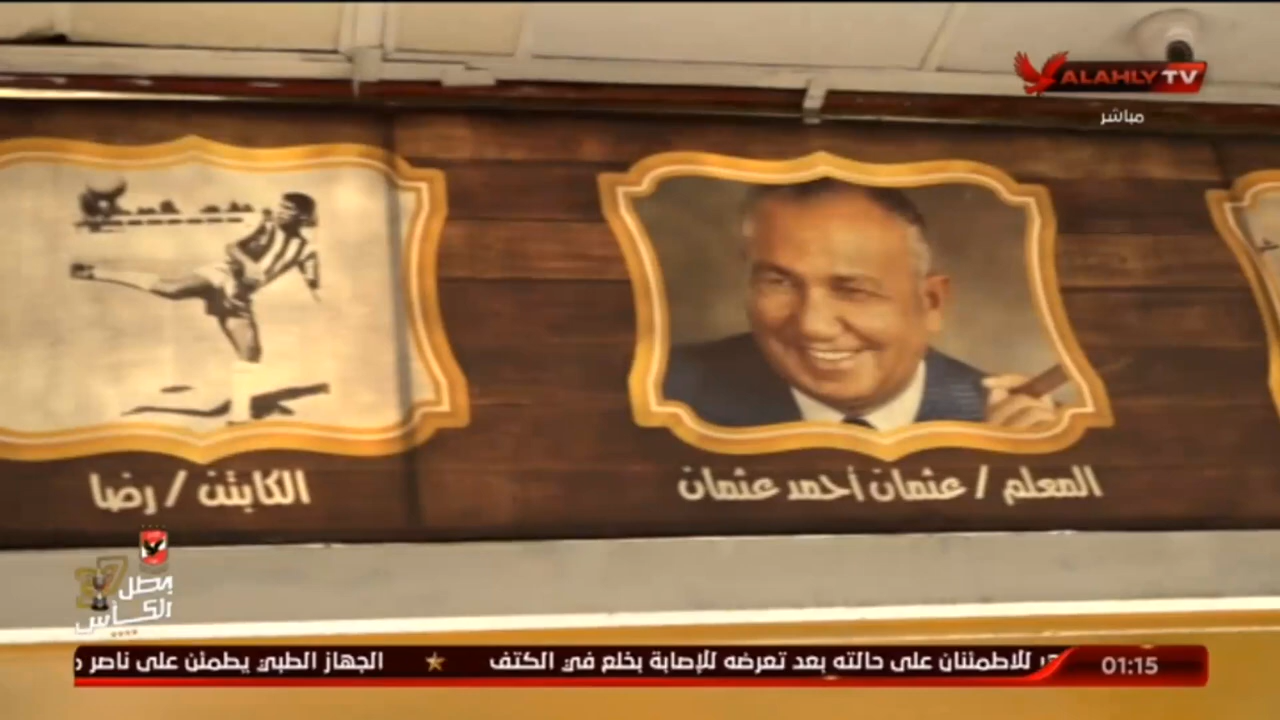 ALAHLY TV
مباشر
الكابتن / رضا
المعلم / عثمان أحمد عثمان
بطل
الكأس
للاطمئنان على حالته بعد تعرضه للإصابة بخلع في الكتف ★ الجهاز الطبي يطمئن على ناصر
01:15